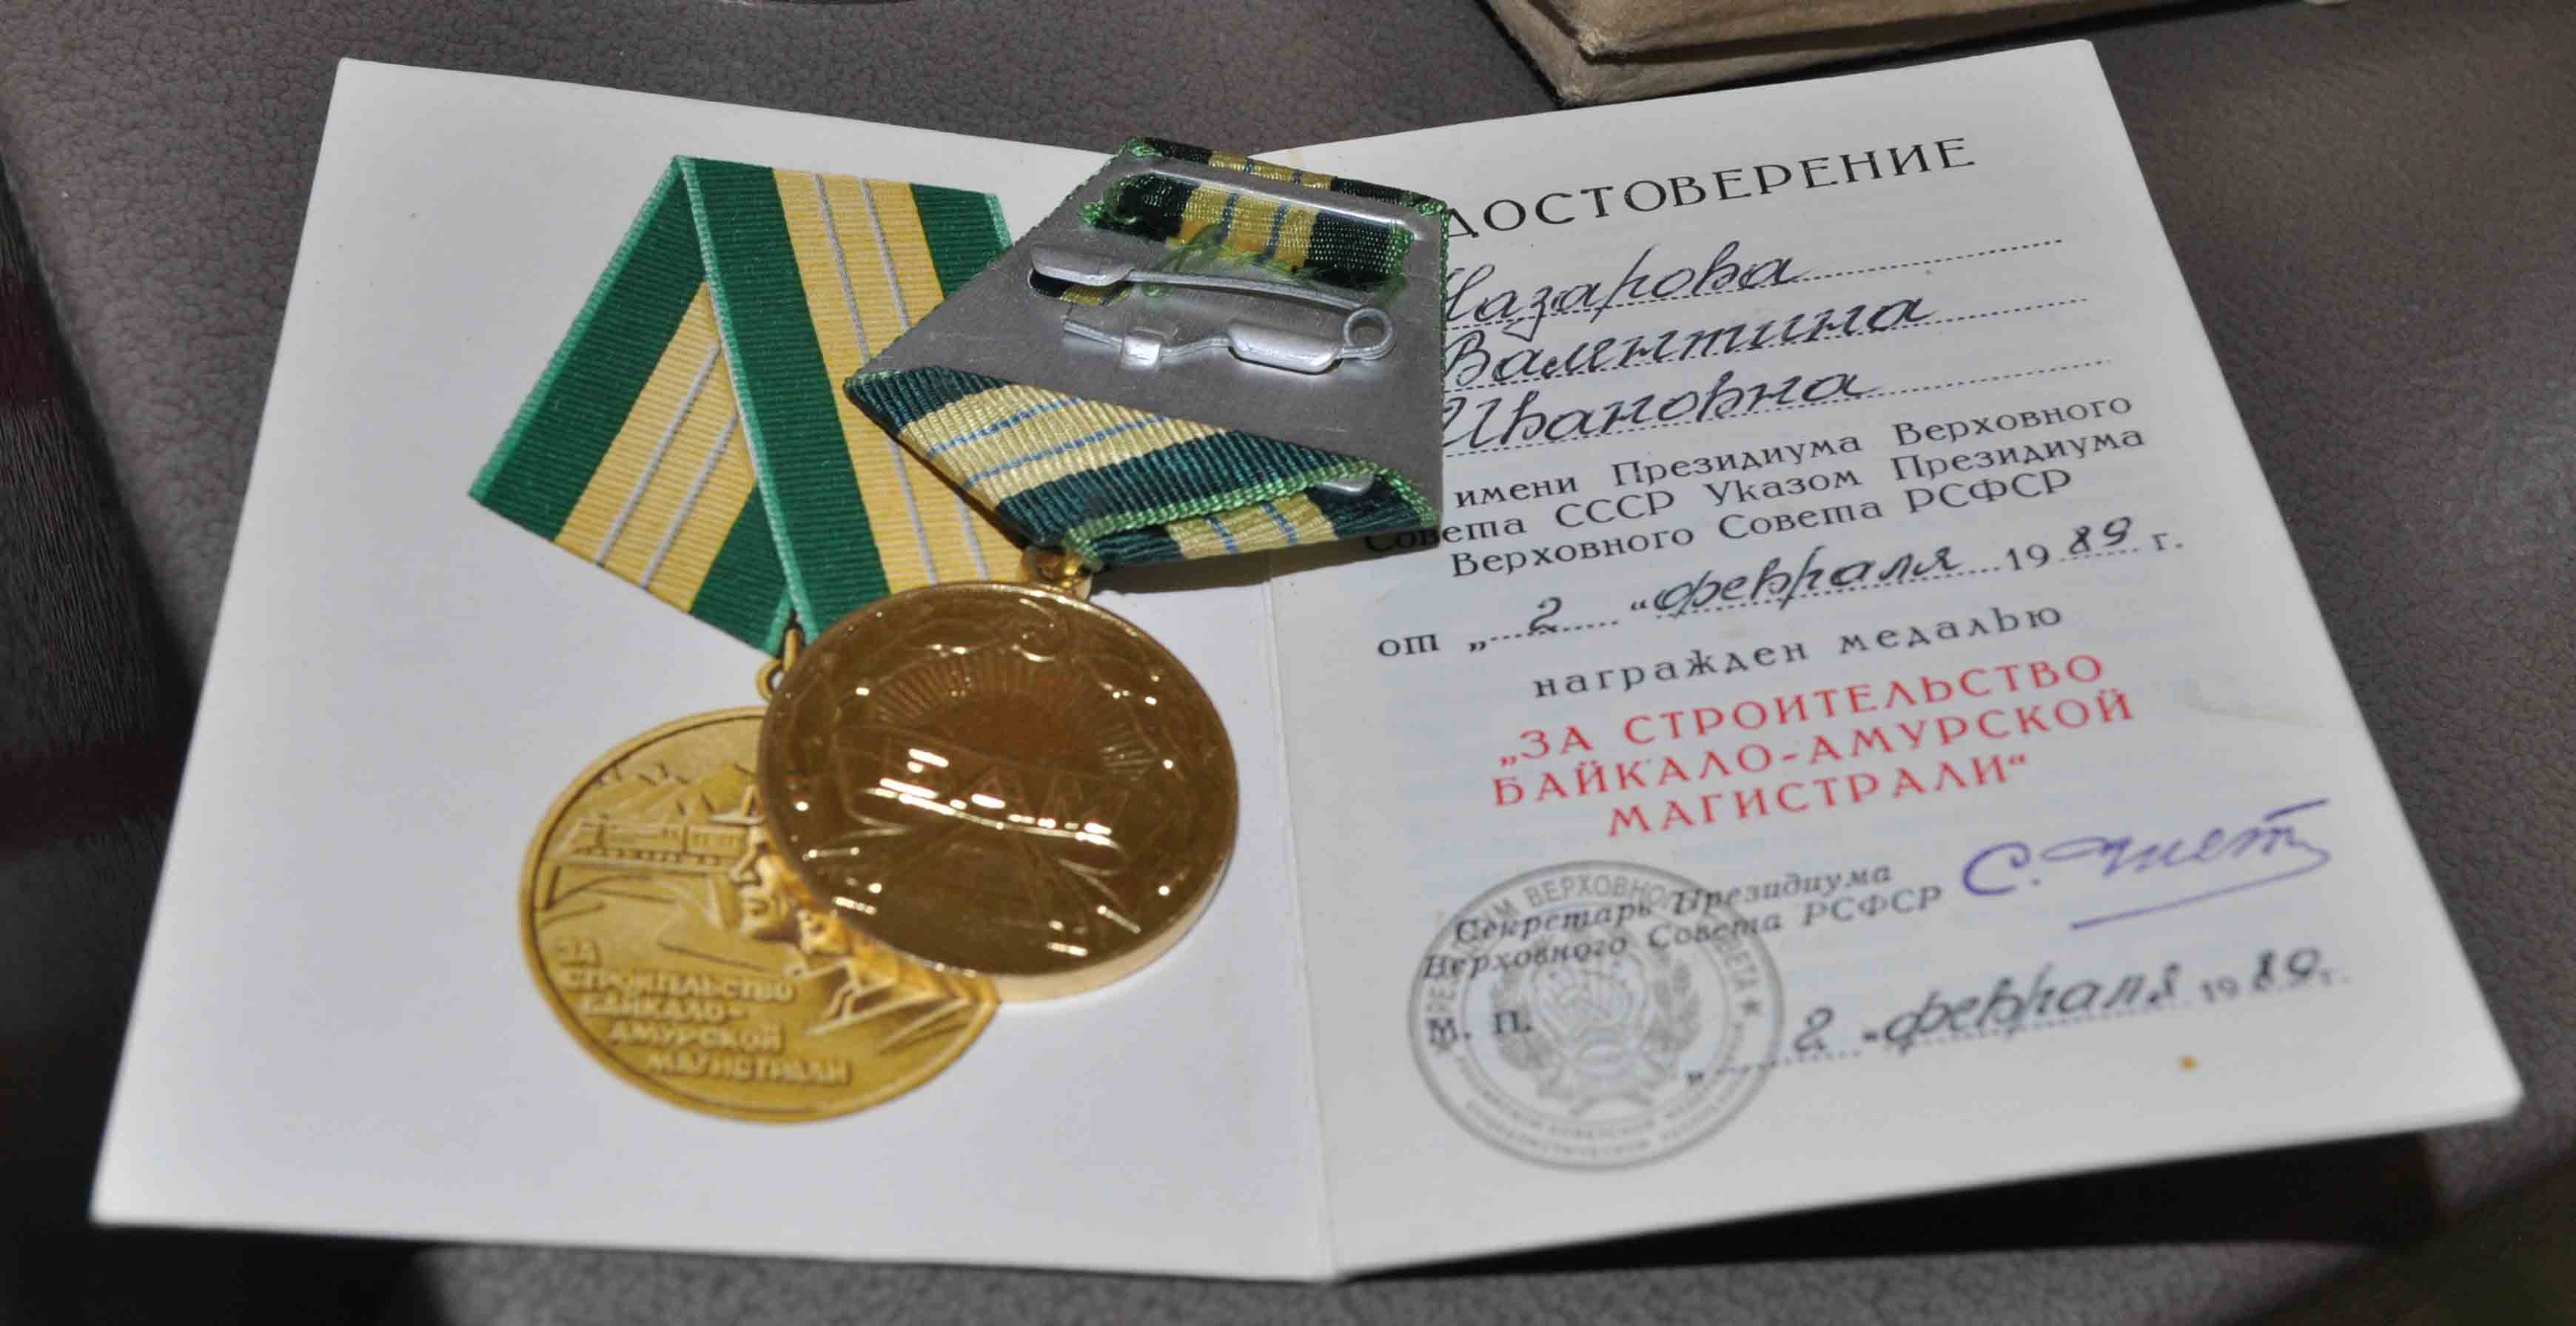 ДОСТОВЕРЕНИЕ
Назарова
Валентина
Ивановна
имени Президиума Верховного
Совета СССР Указом Президиума
Верховного Совета РСФСР
от „ 2 “ февраля 1989 г.
награжден медалью
„ЗА СТРОИТЕЛЬСТВО
БАЙКАЛО-АМУРСКОЙ
МАГИСТРАЛИ“
Секретарь Президиума
Верховного Совета РСФСР
М. П.
„ 2 " февраля 1989 г.
БАМ
ЗА
СТРОИТЕЛЬСТВО
БАЙКАЛО-
АМУРСКОЙ
МАГИСТРАЛИ